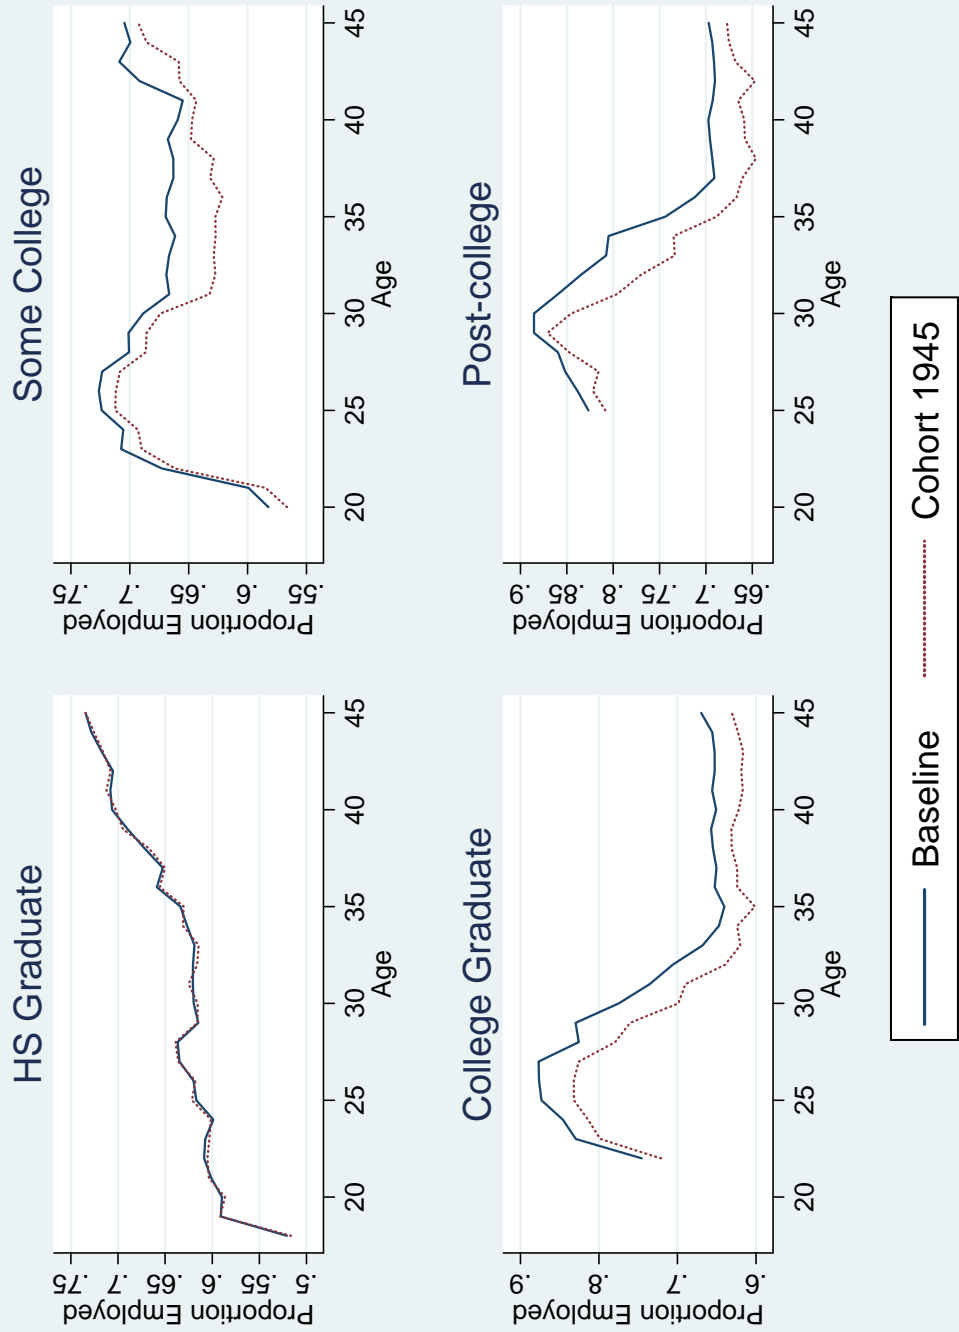 HS Graduate
Proportion Employed
.5 .55 .6 .65 .7 .75
20 25 30 35 40 45
Age
Some College
Proportion Employed
.55 .6 .65 .7 .75
20 25 30 35 40 45
Age
College Graduate
Proportion Employed
.6 .7 .8 .9
20 25 30 35 40 45
Age
Post-college
Proportion Employed
.65 .7 .75 .8 .85 .9
20 25 30 35 40 45
Age
Baseline Cohort 1945